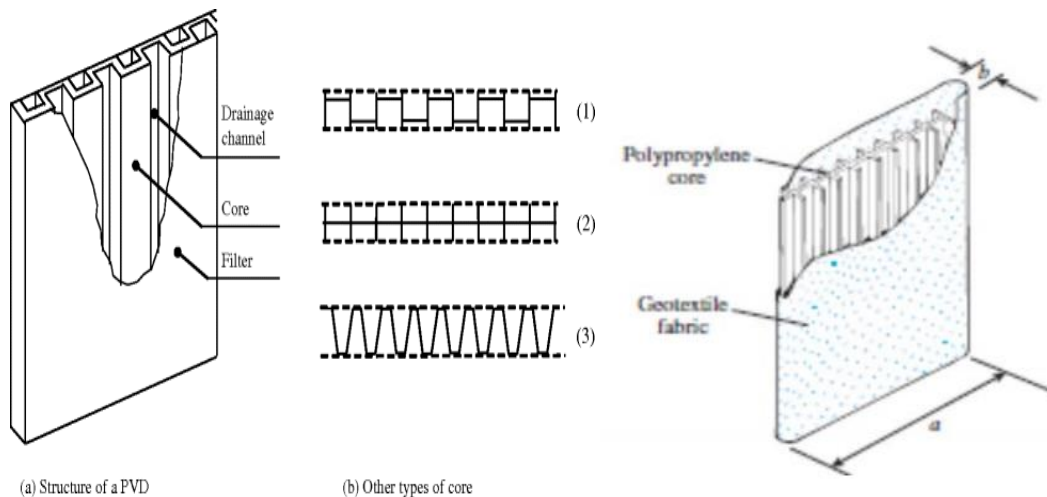 Drainage
channel
Core
Filter
(a) Structure of a PVD
(1)
(2)
(3)
(b) Other types of core
b
Polypropylene
core
Geotextile
fabric
a